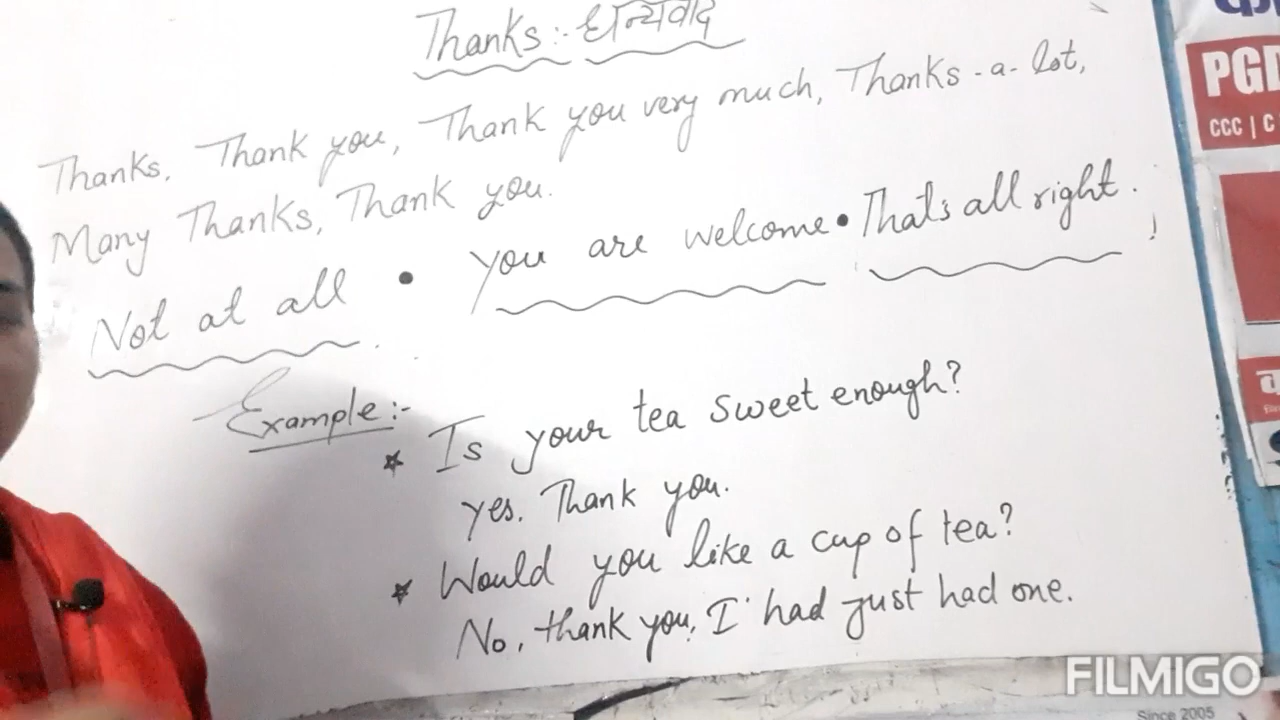 Thanks :- धन्यवाद
Thanks, Thank you, Thank you very much, Thanks-a-lot,
Many Thanks, Thank you.
Not at all • You are welcome • That's all right.
Example:-
* Is your tea sweet enough?
Yes. Thank you.
* Would you like a cup of tea?
No, thank you, I had just had one.
PGD
CCC | C
FILMIGO
Since 2005